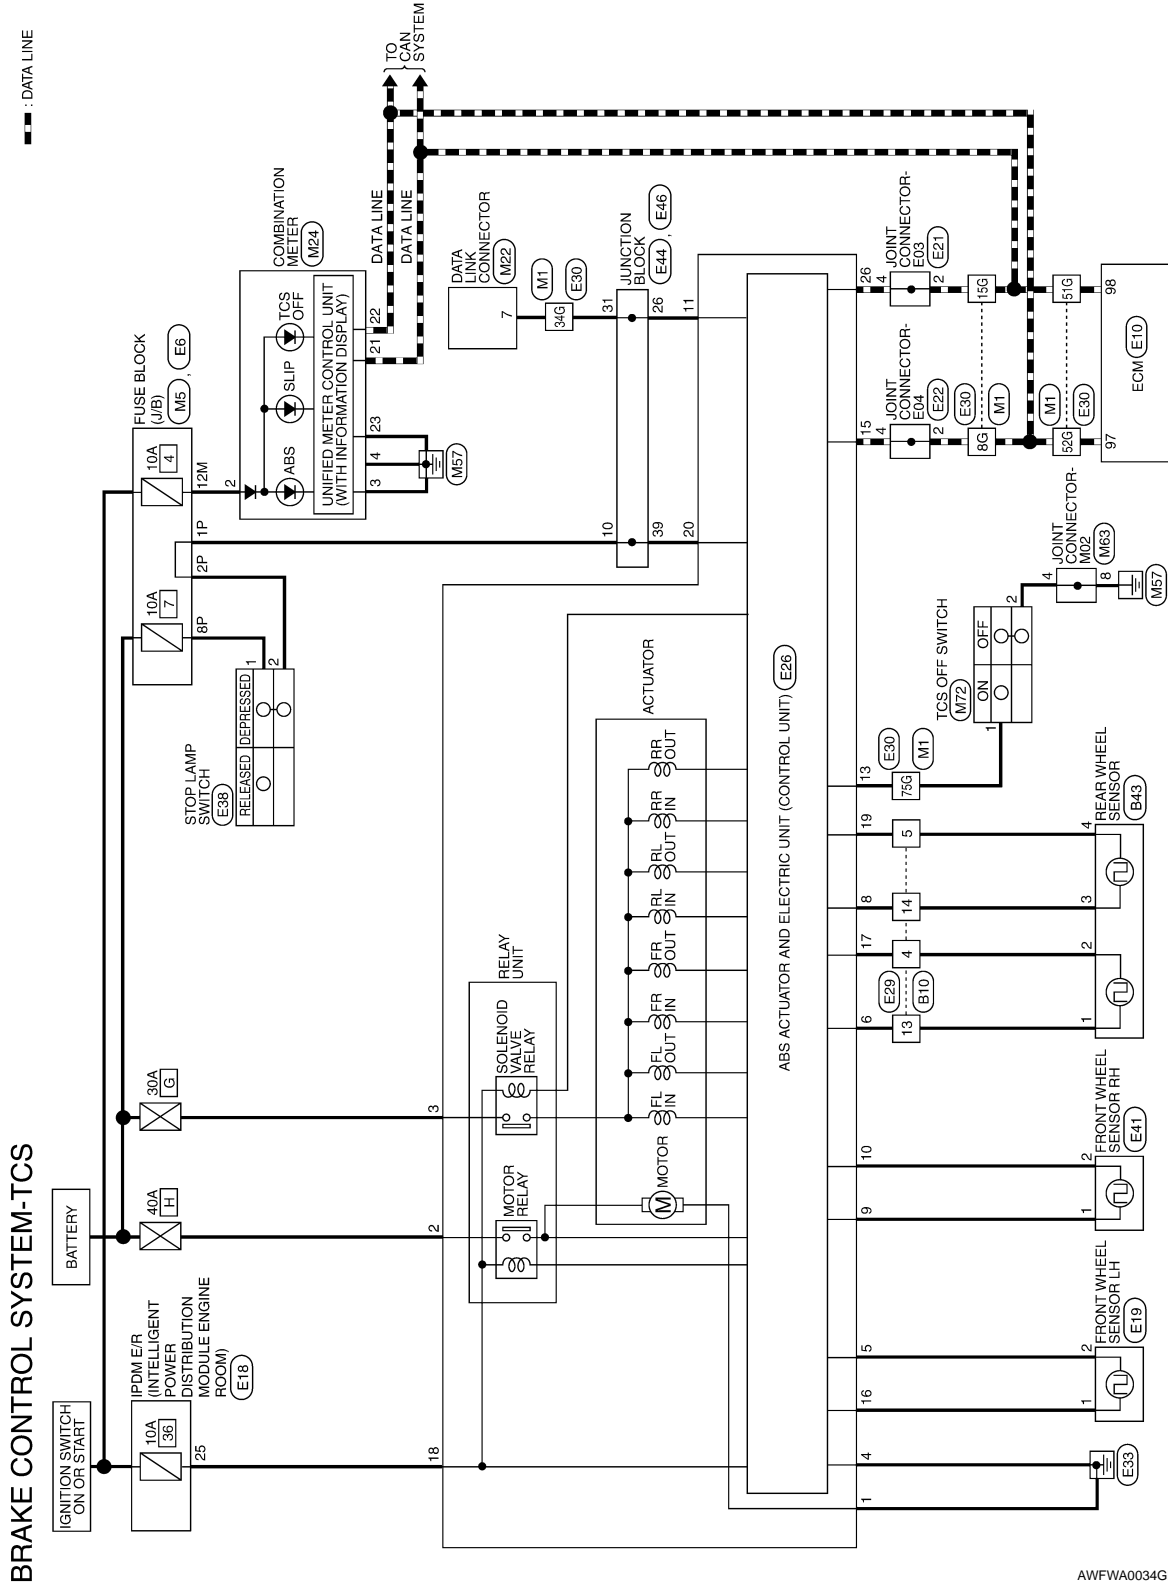 BRAKE CONTROL SYSTEM-TCS
: DATA LINE
IGNITION SWITCH
ON OR START
BATTERY
IPDM E/R
(INTELLIGENT
POWER
DISTRIBUTION
MODULE ENGINE
ROOM)
E18
10A
36
25
40A
H
30A
G
STOP LAMP
SWITCH
E38
RELEASED
DEPRESSED
1
2
FUSE BLOCK
(J/B)
M5 , E6
10A
7
10A
4
8P
2P
1P
12M
COMBINATION
METER
M24
2
ABS
SLIP
TCS
OFF
UNIFIED METER CONTROL UNIT
(WITH INFORMATION DISPLAY)
3
4
23
21
22
M57
DATA LINE
DATA LINE
TO
CAN
SYSTEM
DATA
LINK
CONNECTOR
M22
7
34G
M1
E30
JUNCTION
BLOCK
E44 , E46
10
31
39
26
18
2
3
20
11
RELAY
UNIT
MOTOR
RELAY
SOLENOID
VALVE
RELAY
ACTUATOR
MOTOR
M
FL
IN
FL
OUT
FR
IN
FR
OUT
RL
IN
RL
OUT
RR
IN
RR
OUT
ABS ACTUATOR AND ELECTRIC UNIT (CONTROL UNIT) E26
1
4
16
5
9
10
6
17
8
19
13
15
26
E29
B10
13
4
14
5
75G
E30
M1
TCS OFF SWITCH
M72
ON
OFF
1
2
JOINT
CONNECTOR-
M02
M63
4
8
M57
4
JOINT
CONNECTOR-
E04
E22
2
4
JOINT
CONNECTOR-
E03
E21
2
8G
E30
M1
15G
52G
M1
E30
51G
97
98
ECM E10
E33
FRONT WHEEL
SENSOR LH
E19
1
2
FRONT WHEEL
SENSOR RH
E41
1
2
REAR WHEEL
SENSOR
B43
1
2
3
4
AWFWA0034G